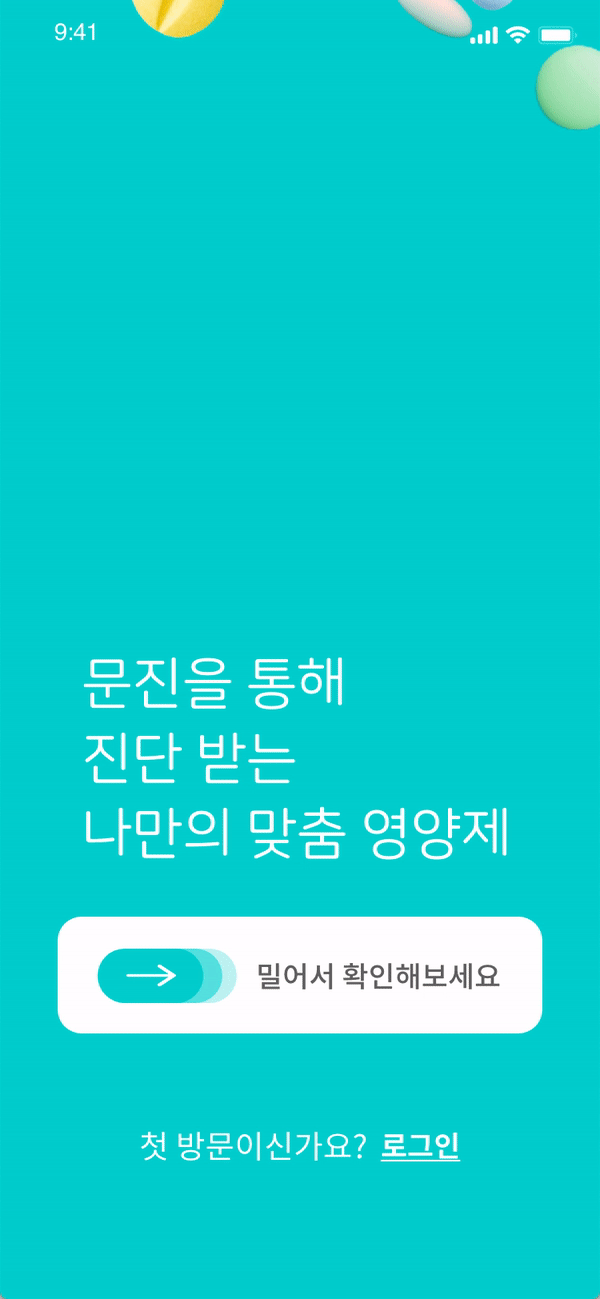 9:41
문진을 통해
진단 받는
나만의 맞춤 영양제
밀어서 확인해보세요
첫 방문이신가요? 로그인